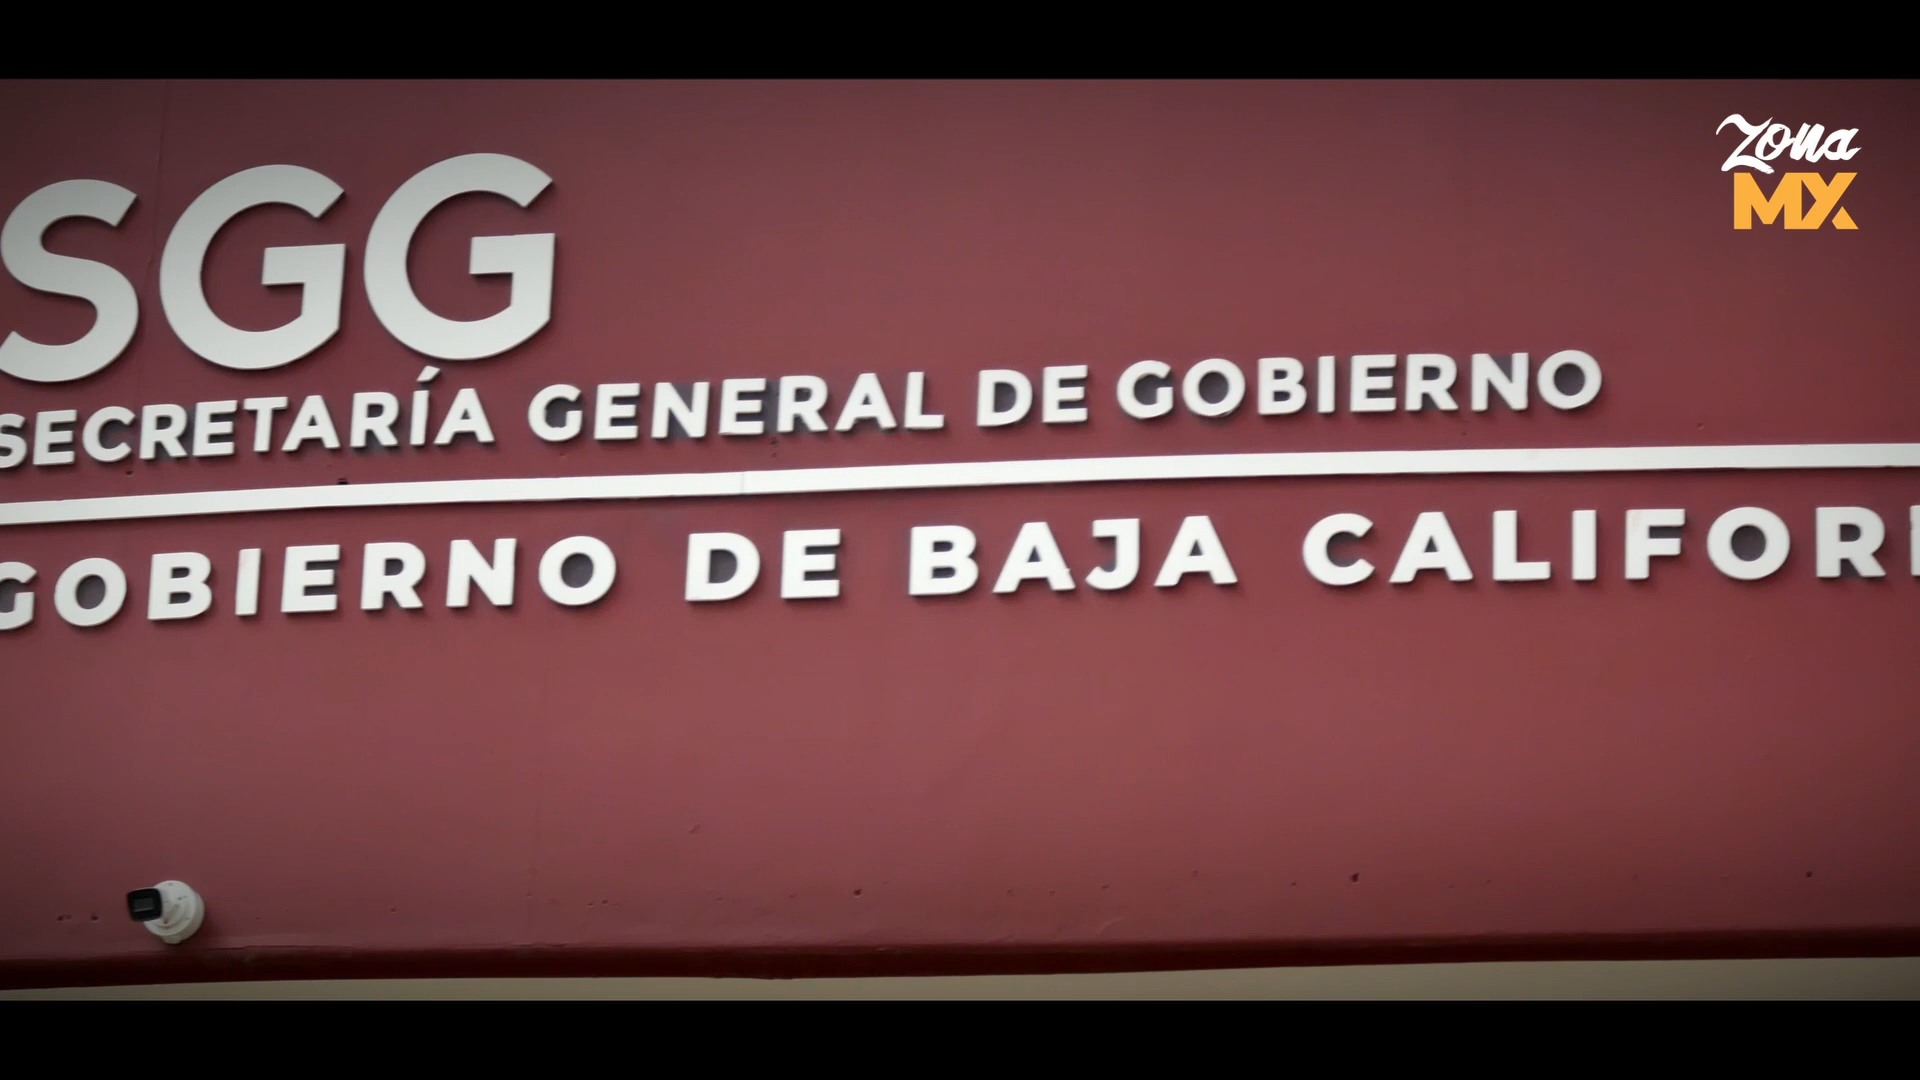 Zona
MX
SGG
SECRETARÍA GENERAL DE GOBIERNO
GOBIERNO DE BAJA CALIFOR